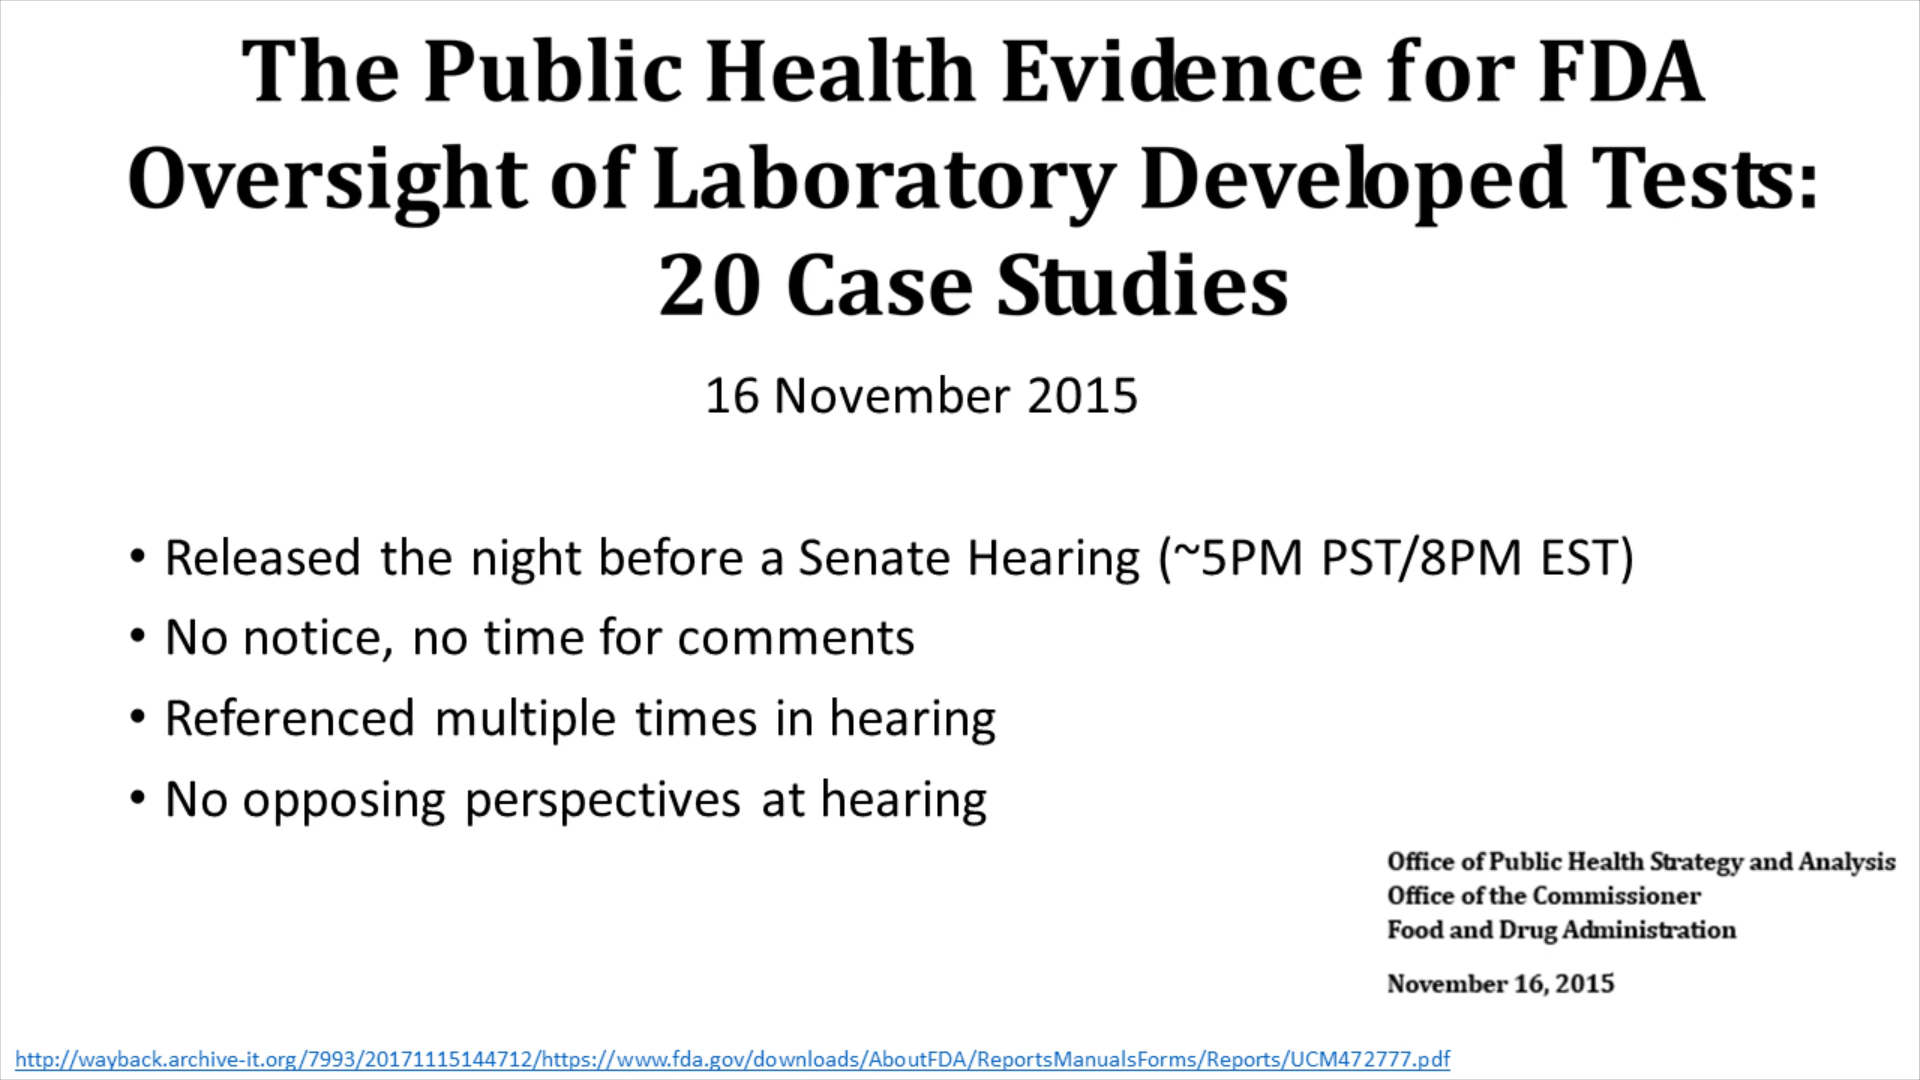 The Public Health Evidence for FDA
Oversight of Laboratory Developed Tests:
20 Case Studies
16 November 2015
• Released the night before a Senate Hearing (~5PM PST/8PM EST)
• No notice, no time for comments
• Referenced multiple times in hearing
• No opposing perspectives at hearing
Office of Public Health Strategy and Analysis
Office of the Commissioner
Food and Drug Administration
November 16, 2015
http://wayback.archive-it.org/7993/20171115144712/https://www.fda.gov/downloads/AboutFDA/ReportsManualsForms/Reports/UCM472777.pdf